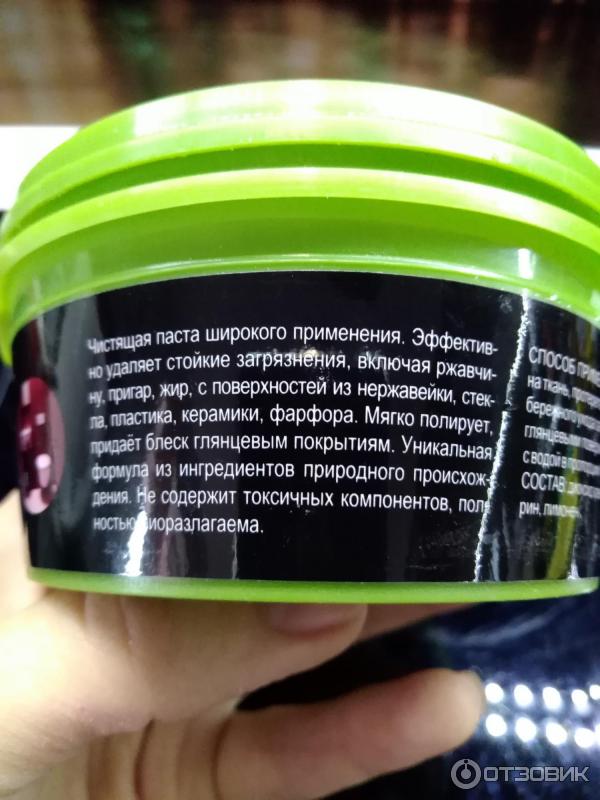 Чистящая паста широкого применения. Эффектив-
но удаляет стойкие загрязнения, включая ржавчи-
ну, пригар, жир, с поверхностей из нержавейки, стек-
ла, пластика, керамики, фарфора. Мягко полирует,
придаёт блеск глянцевым покрытиям. Уникальная
формула из ингредиентов природного происхож-
дения. Не содержит токсичных компонентов, пол-
ностью биоразлагаема.
СПОСОБ
на ткань,
бережного
глянцевыми
с водой в
СОСТАВ:
рин,
ОТЗОВИК